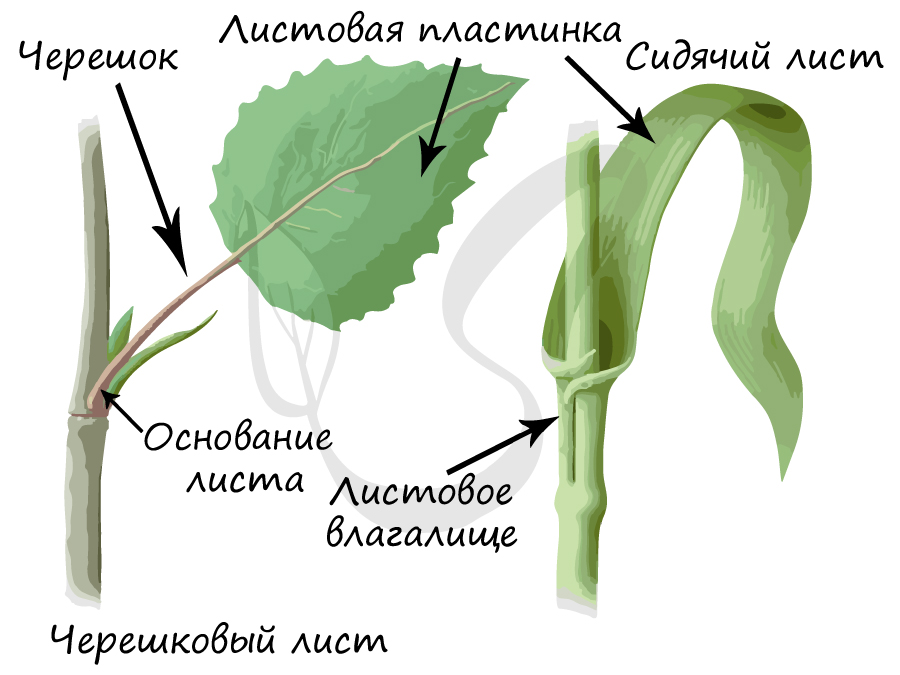 Листовая пластинка
Черешок
Сидячий лист
Основание
листа
Листовое
влагалище
Черешковый лист